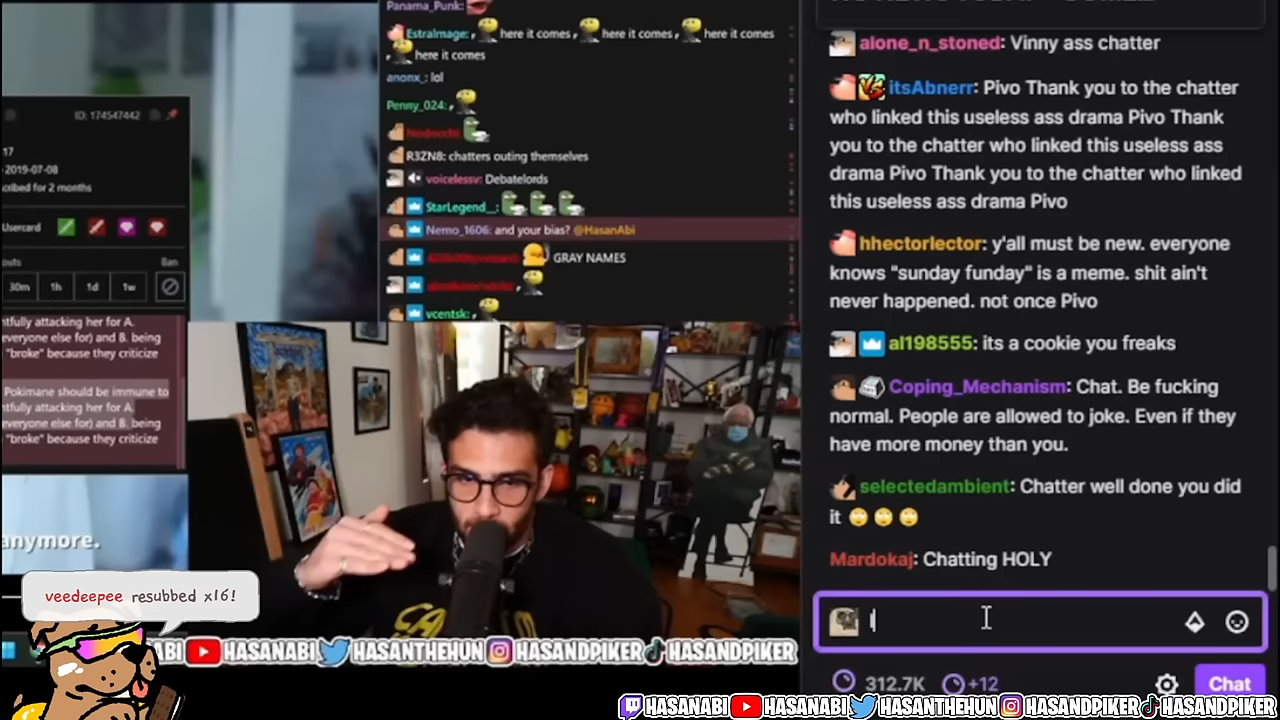 ID: 174547442
17
2019-07-08
scribed for 2 months
Usercard
outs
Ban
30m
1h
1d
1w
ntfully attacking her for A.
everyone else for) and B. being
"broke" because they criticize
Pokimane should be immune to
ntfully attacking her for A.
everyone else for) and B. being
"broke" because they criticize
anymore.
veedeepee resubbed x16!
Panama_Punk:
EstraImage: , here it comes , here it comes , here it comes
, here it comes
anonx_: lol
Penny_024: ,
Nodocchi:
R3ZN8: chatters outing themselves
voicelessv: Debatelords
StarLegend__:
Nemo_1606: and your bias? @HasanAbi
GRAY NAMES
vcentsk: ,
alone_n_stoned: Vinny ass chatter
itsAbnerr: Pivo Thank you to the chatter
who linked this useless ass drama Pivo Thank
you to the chatter who linked this useless ass
drama Pivo Thank you to the chatter who linked
this useless ass drama Pivo
hhectorlector: y'all must be new. everyone
knows "sunday funday" is a meme. shit ain't
never happened. not once Pivo
al198555: its a cookie you freaks
Coping_Mechanism: Chat. Be fucking
normal. People are allowed to joke. Even if they
have more money than you.
selectedambient: Chatter well done you did
it 🙄 🙄 🙄
Mardokaj: Chatting HOLY
312.7K
+12
Chat
BI HASANABI HASANTHEHUN HASANDPIKER HASANDPIKER
HASANABI HASANABI HASANTHEHUN HASANDPIKER HASANDPIKER